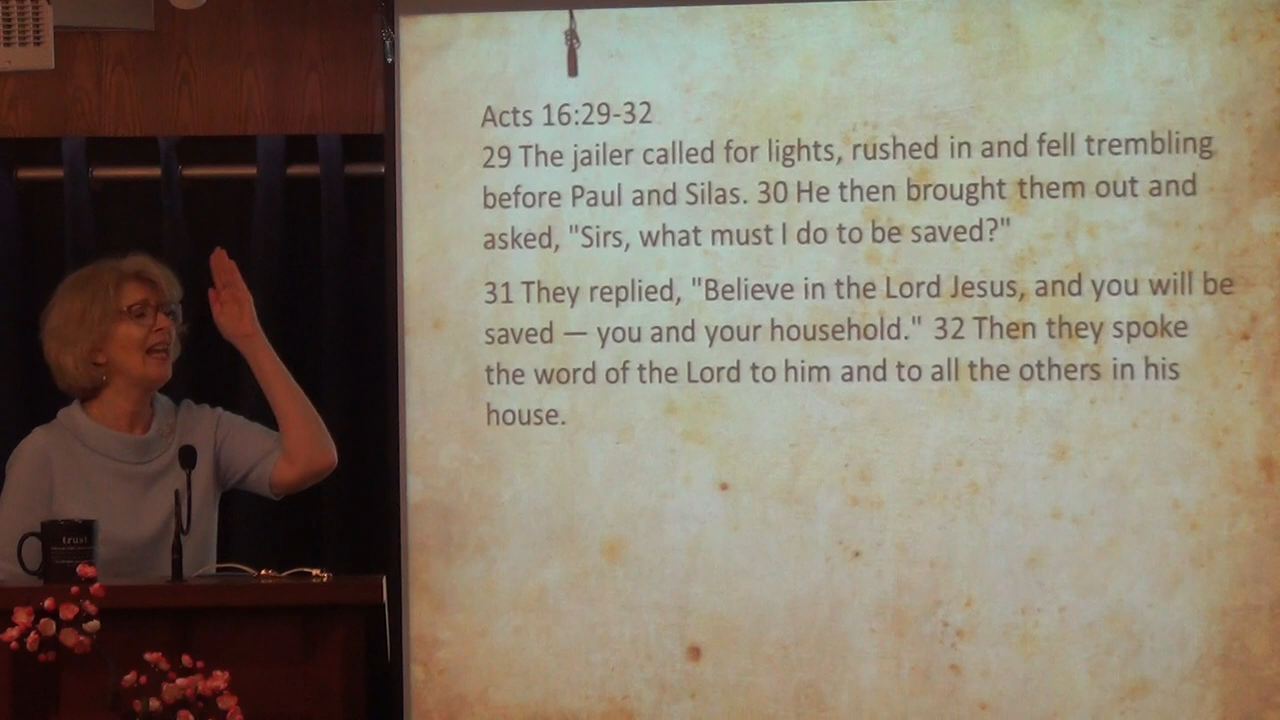 Acts 16:29-32
29 The jailer called for lights, rushed in and fell trembling
before Paul and Silas. 30 He then brought them out and
asked, "Sirs, what must I do to be saved?"
31 They replied, "Believe in the Lord Jesus, and you will be
saved — you and your household." 32 Then they spoke
the word of the Lord to him and to all the others in his
house.
trust